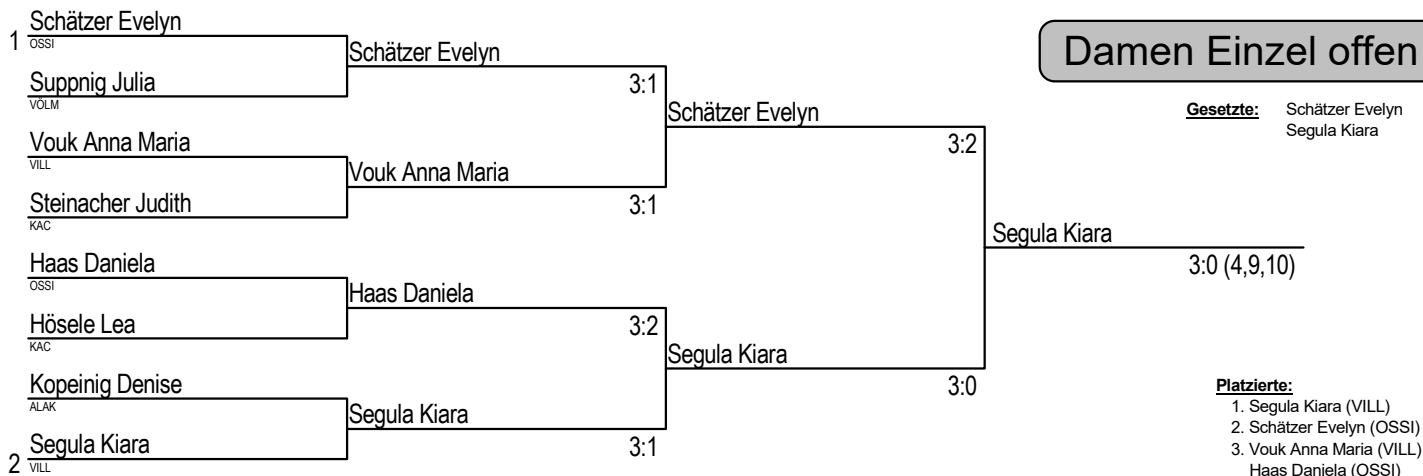 Damen Einzel offen
Gesetzte: Schätzer Evelyn
Segula Kiara
1 Schätzer Evelyn
OSSI
Suppnig Julia
VÖLM
Vouk Anna Maria
VILL
Steinacher Judith
KAC
Haas Daniela
OSSI
Hösele Lea
KAC
Kopeinig Denise
ALAK
2 Segula Kiara
VILL
Schätzer Evelyn
3:1
Vouk Anna Maria
3:1
Haas Daniela
3:2
Segula Kiara
3:1
Schätzer Evelyn
3:2
Segula Kiara
3:0
Segula Kiara
3:0 (4,9,10)
Platzierte:
1. Segula Kiara (VILL)
2. Schätzer Evelyn (OSSI)
3. Vouk Anna Maria (VILL)
Haas Daniela (OSSI)